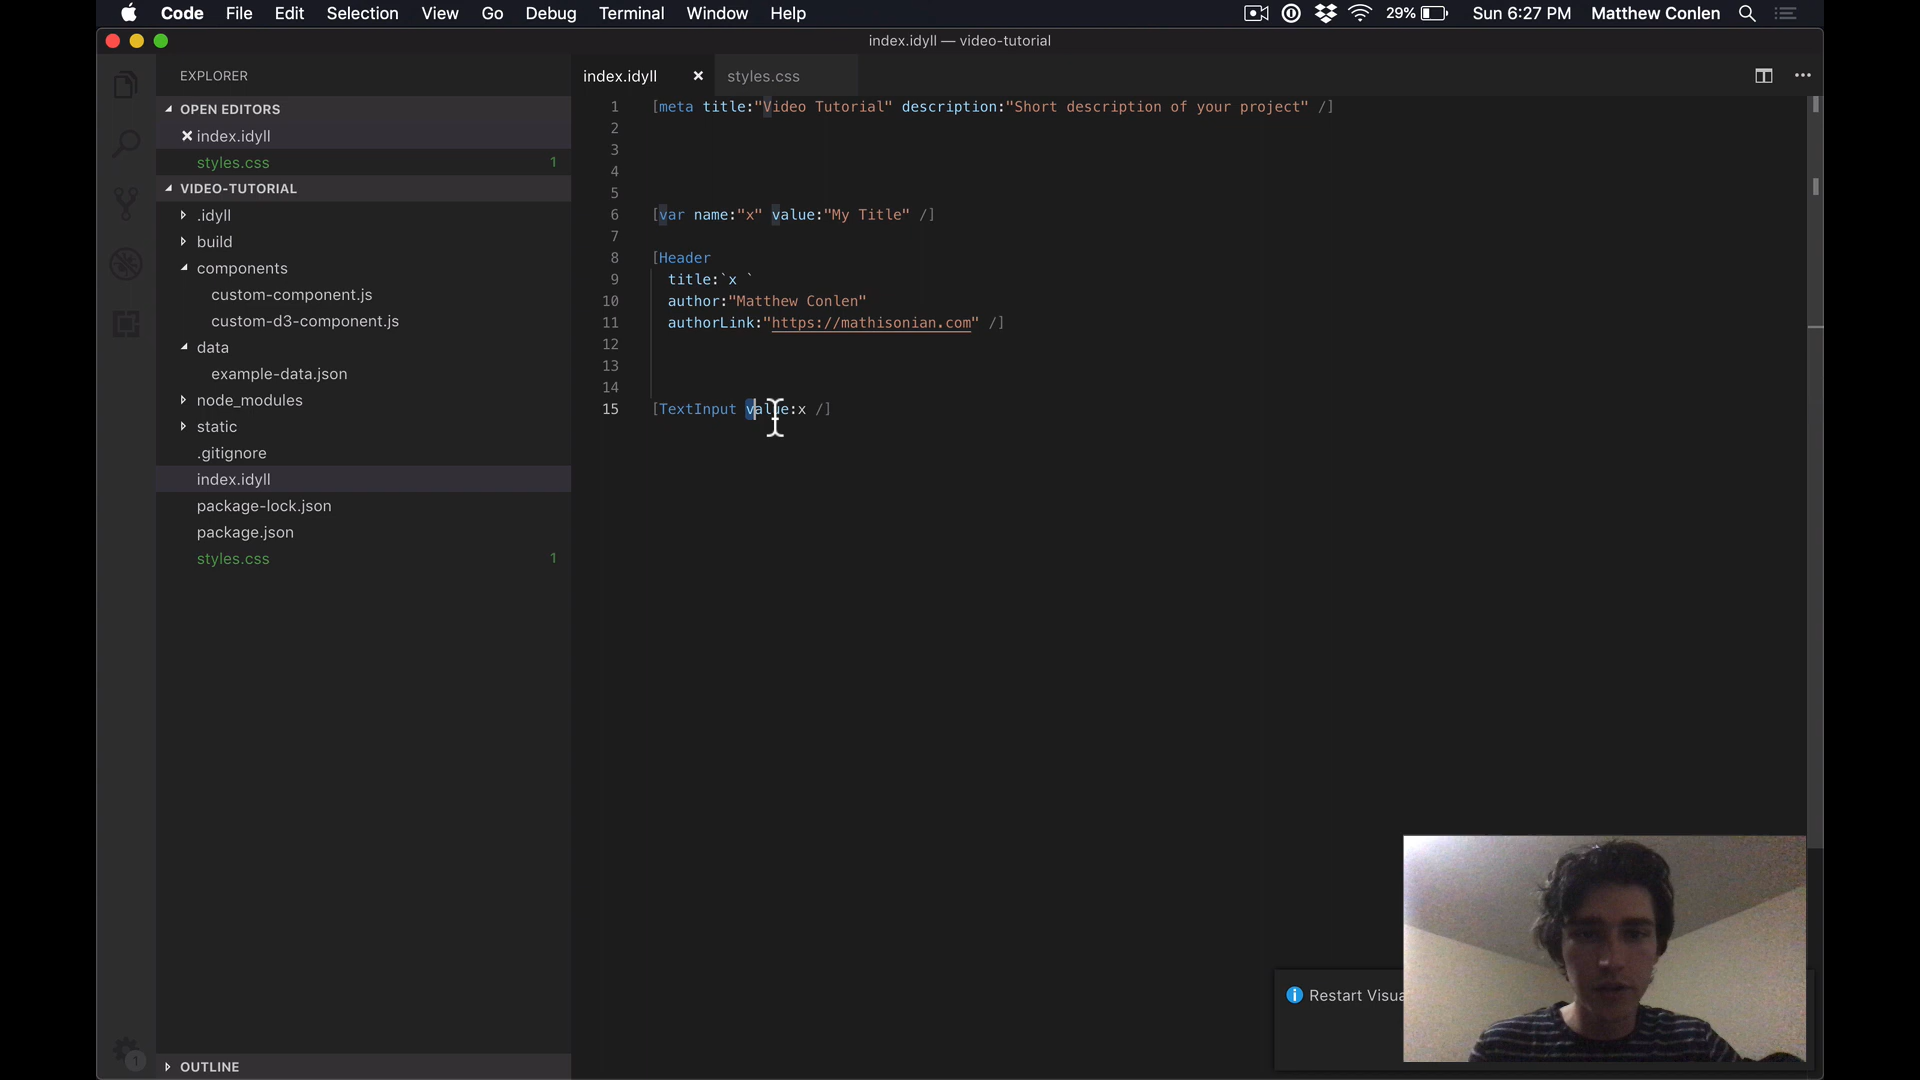 Code File Edit Selection View Go Debug Terminal Window Help 29% Sun 6:27 PM Matthew Conlen
index.idyll — video-tutorial
EXPLORER
OPEN EDITORS
index.idyll
styles.css 1
VIDEO-TUTORIAL
.idyll
build
components
custom-component.js
custom-d3-component.js
data
example-data.json
node_modules
static
.gitignore
index.idyll
package-lock.json
package.json
styles.css 1
OUTLINE
1
index.idyll styles.css
1 [meta title:"Video Tutorial" description:"Short description of your project" /]
2
3
4
5
6 [var name:"x" value:"My Title" /]
7
8 [Header
9 title:`x `
10 author:"Matthew Conlen"
11 authorLink:"https://mathisonian.com" /]
12
13
14
15 [TextInput value:x /]
Restart